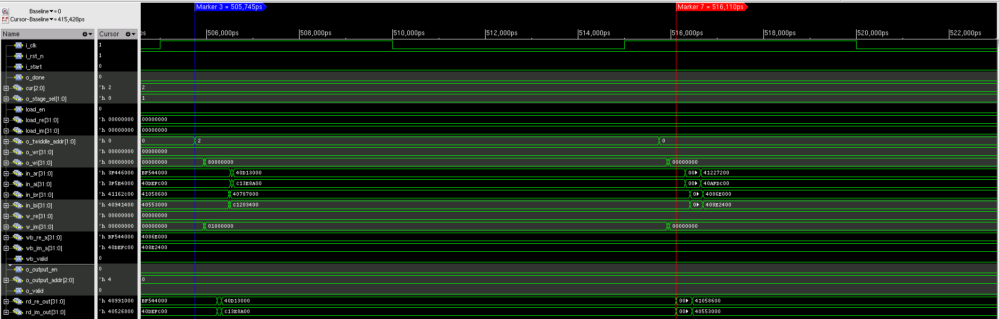 Marker 3 = 505,745ps
Marker 7 = 516,110ps
Baseline▼= 0
Cursor-Baseline▼= 415,428ps
Name Cursor
ps 506,000ps 508,000ps 510,000ps 512,000ps 514,000ps 516,000ps 518,000ps 520,000ps 522,000ps
i_clk 1
i_rst_n 1
i_start 0
o_done 0
cur[2:0] 'h 2 2
o_stage_sel[1:0] 'h 0 1
load_en 0
load_re[31:0] 'h 00000000 00000000
load_im[31:0] 'h 00000000 00000000
o_twiddle_addr[1:0] 'h 0 0 2 0
o_wr[31:0] 'h 00000000 00000000
o_wi[31:0] 'h 00000000 00000000 80800000 00000000
in_ar[31:0] 'h 3F446000 BF544000 40D13000 00▶ 41227200
in_ai[31:0] 'h 3F5E4000 40DEFC00 C13E8A00 00▶ 40AFDC00
in_br[31:0] 'h 41162C00 41058600 40787800 0▶ 4086E000
in_bi[31:0] 'h 40941400 40553000 C1203400 0▶ 408E2400
w_re[31:0] 'h 00000000 00000000
w_im[31:0] 'h 00000000 00000000 01800000 00000000
wb_re_a[31:0] 'h BF544000 4086E000
wb_im_a[31:0] 'h 40DEFC00 408E2400
wb_valid 0
o_output_en 0
o_output_addr[2:0] 'h 4 0
o_valid 0
rd_re_out[31:0] 'h 40991000 BF544000 40D13000 00▶ 41058600
rd_im_out[31:0] 'h 40526800 40DEFC00 C13E8A00 00▶ 40553000